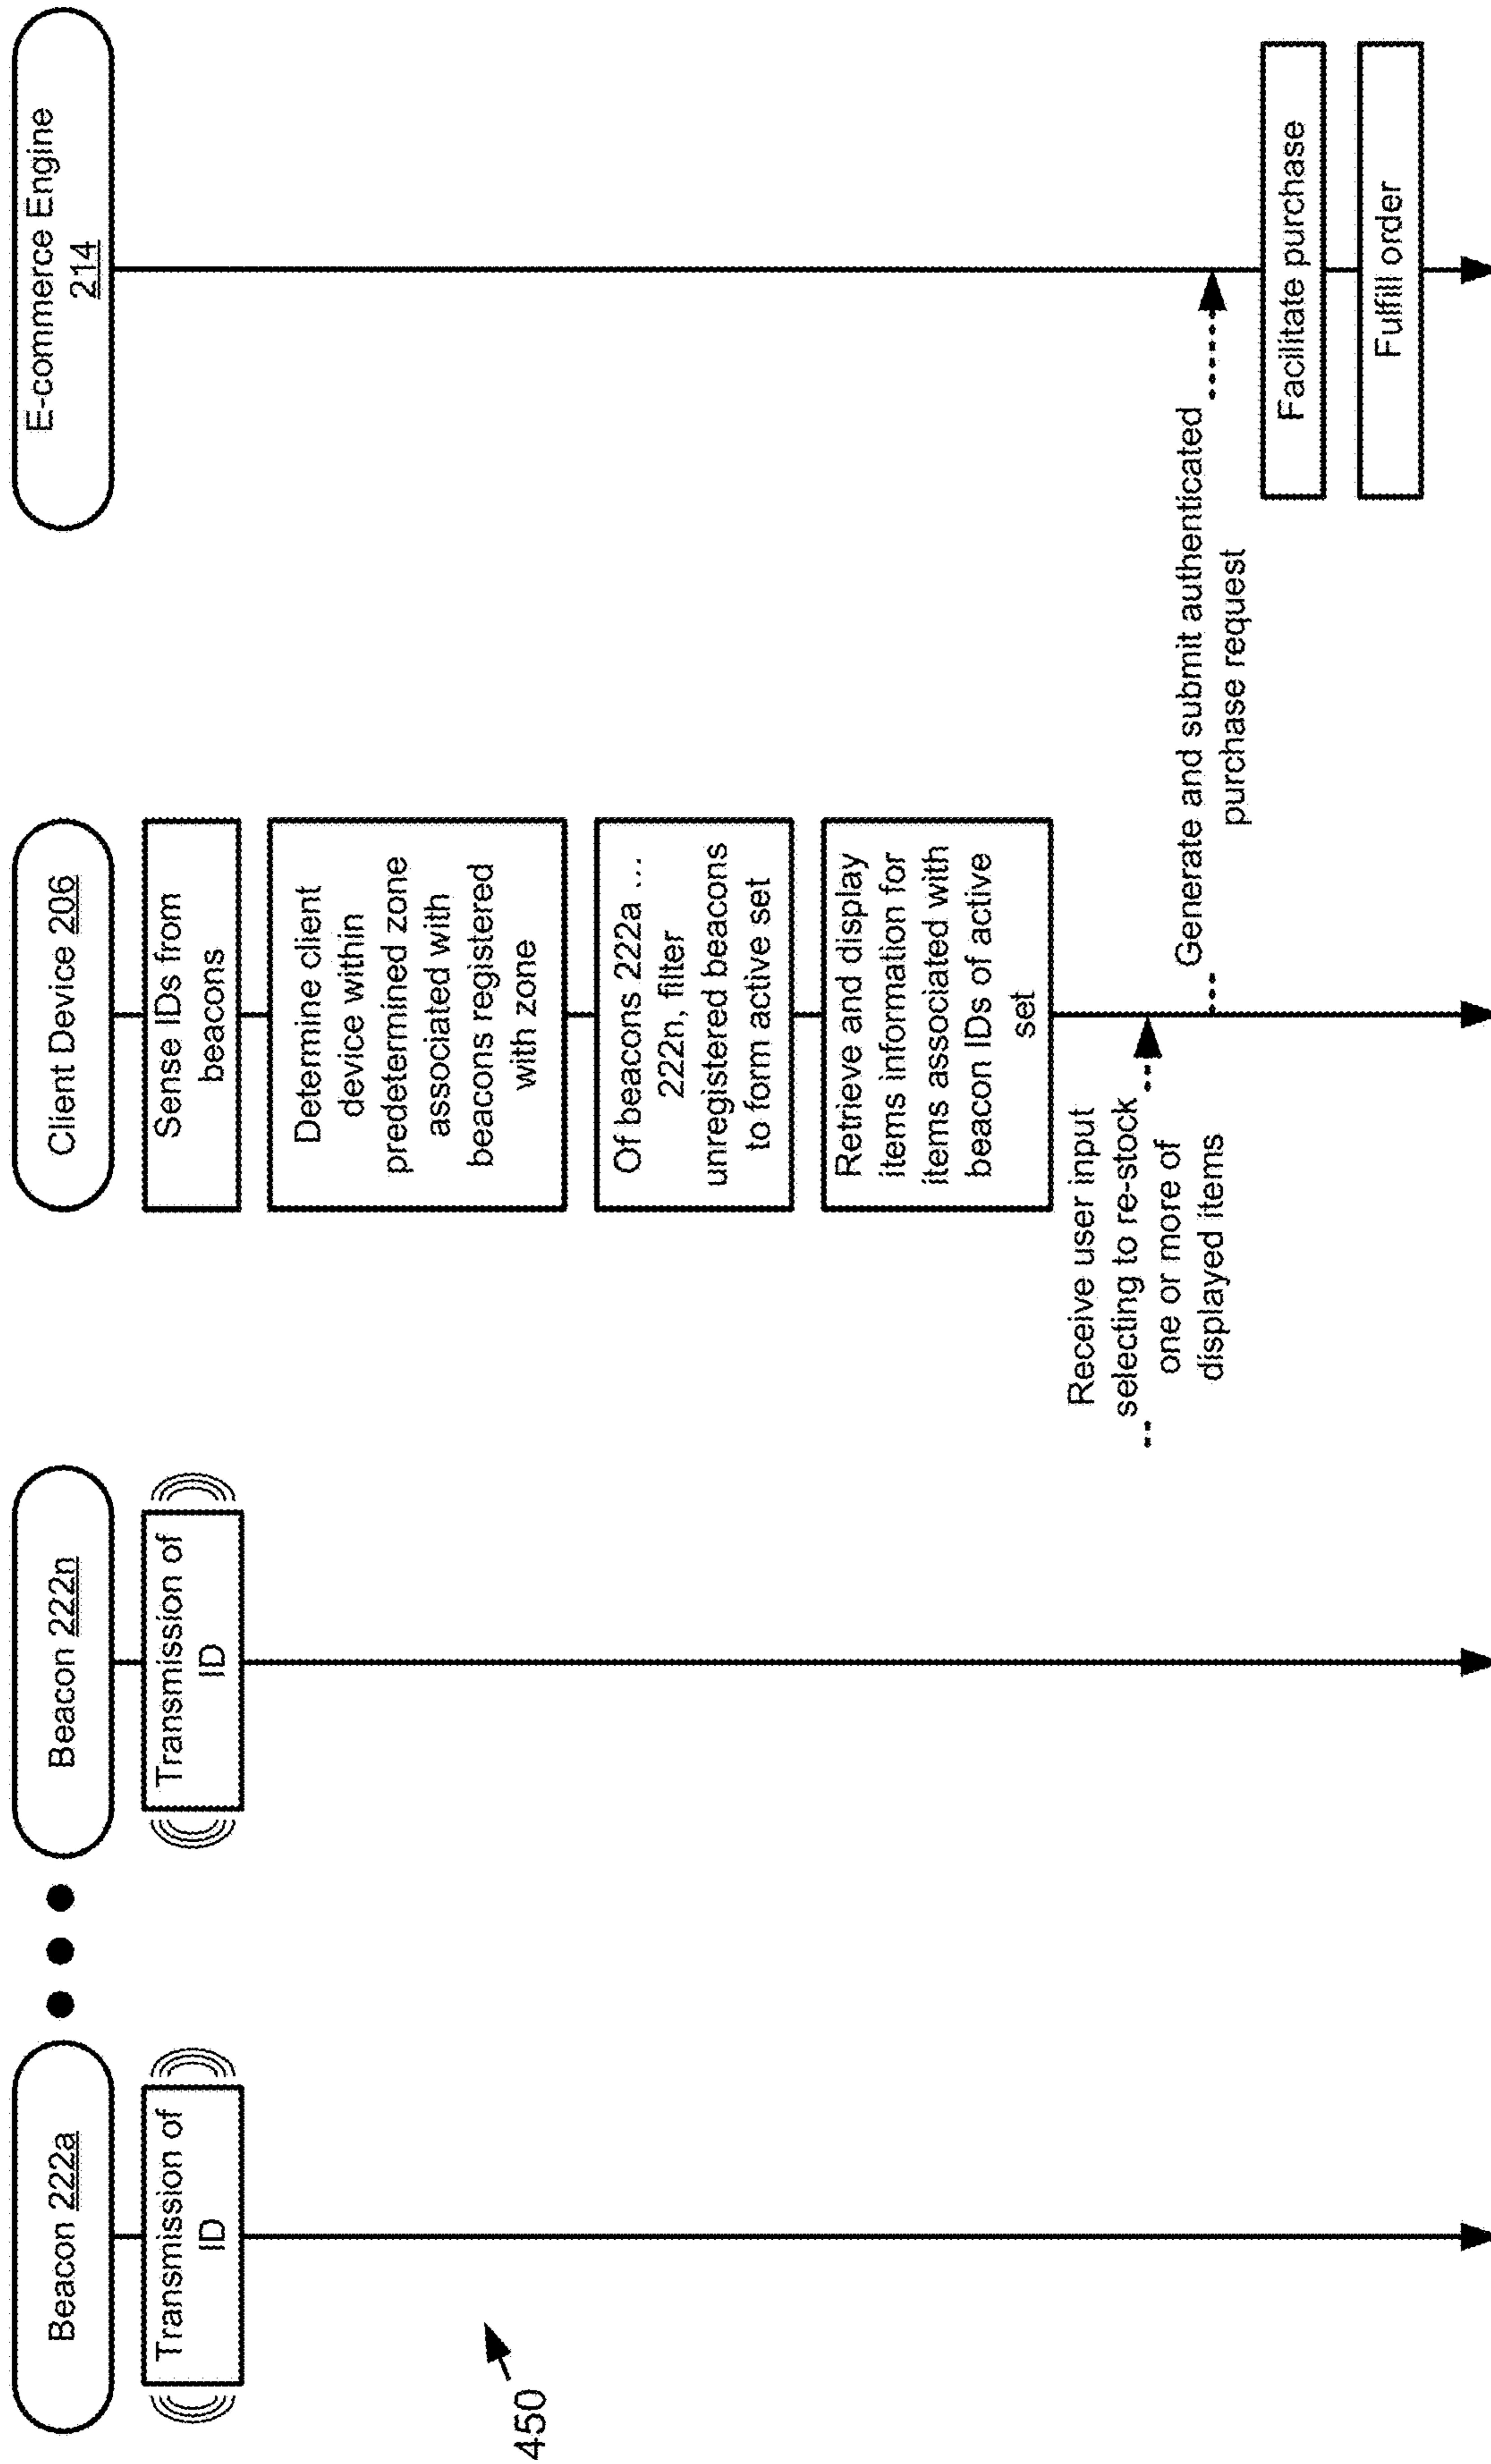 Beacon 222a
Transmission of
ID
Beacon 222n
Transmission of
ID
Client Device 206
Sense IDs from
beacons
Determine client
device within
predetermined zone
associated with
beacons registered
with zone
Of beacons 222a ...
222n, filter
unregistered beacons
to form active set
Retrieve and display
items information for
items associated with
beacon IDs of active
set
Receive user input
selecting to re-stock
one or more of
displayed items
Generate and submit authenticated
purchase request
E-commerce Engine
214
Facilitate purchase
Fulfill order
450